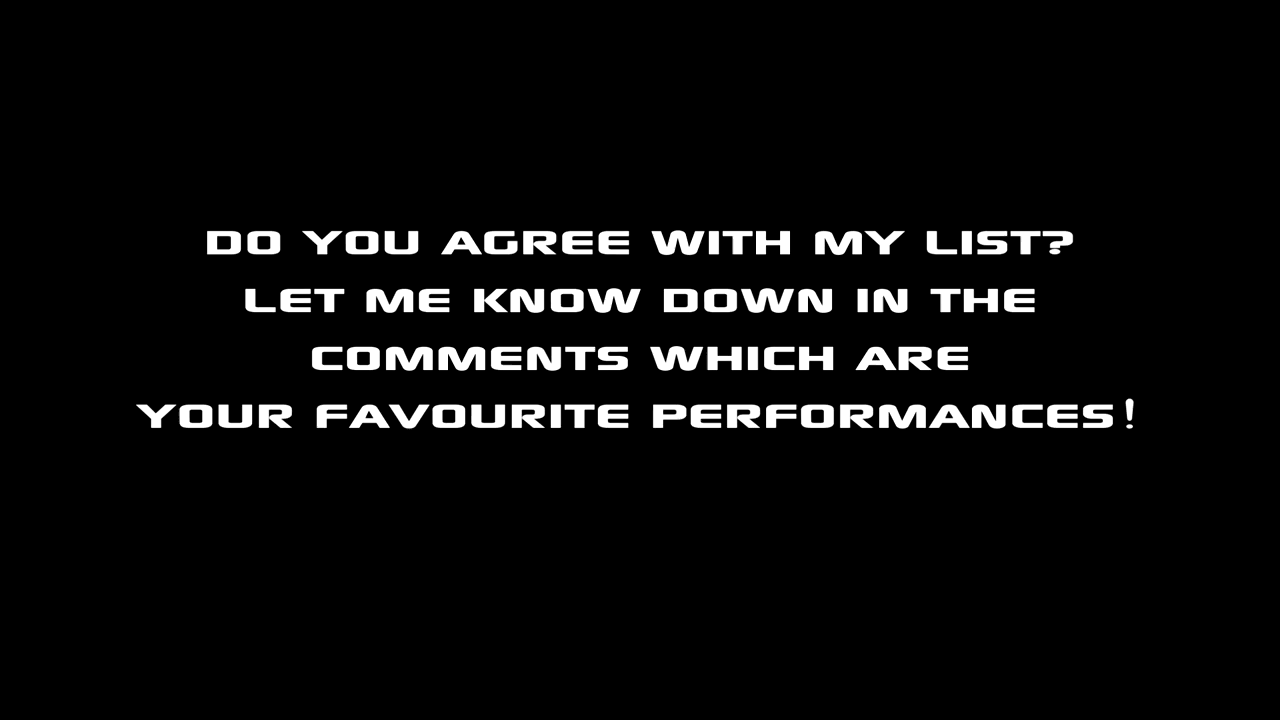 DO YOU AGREE WITH MY LIST?
LET ME KNOW DOWN IN THE
COMMENTS WHICH ARE
YOUR FAVOURITE PERFORMANCES!